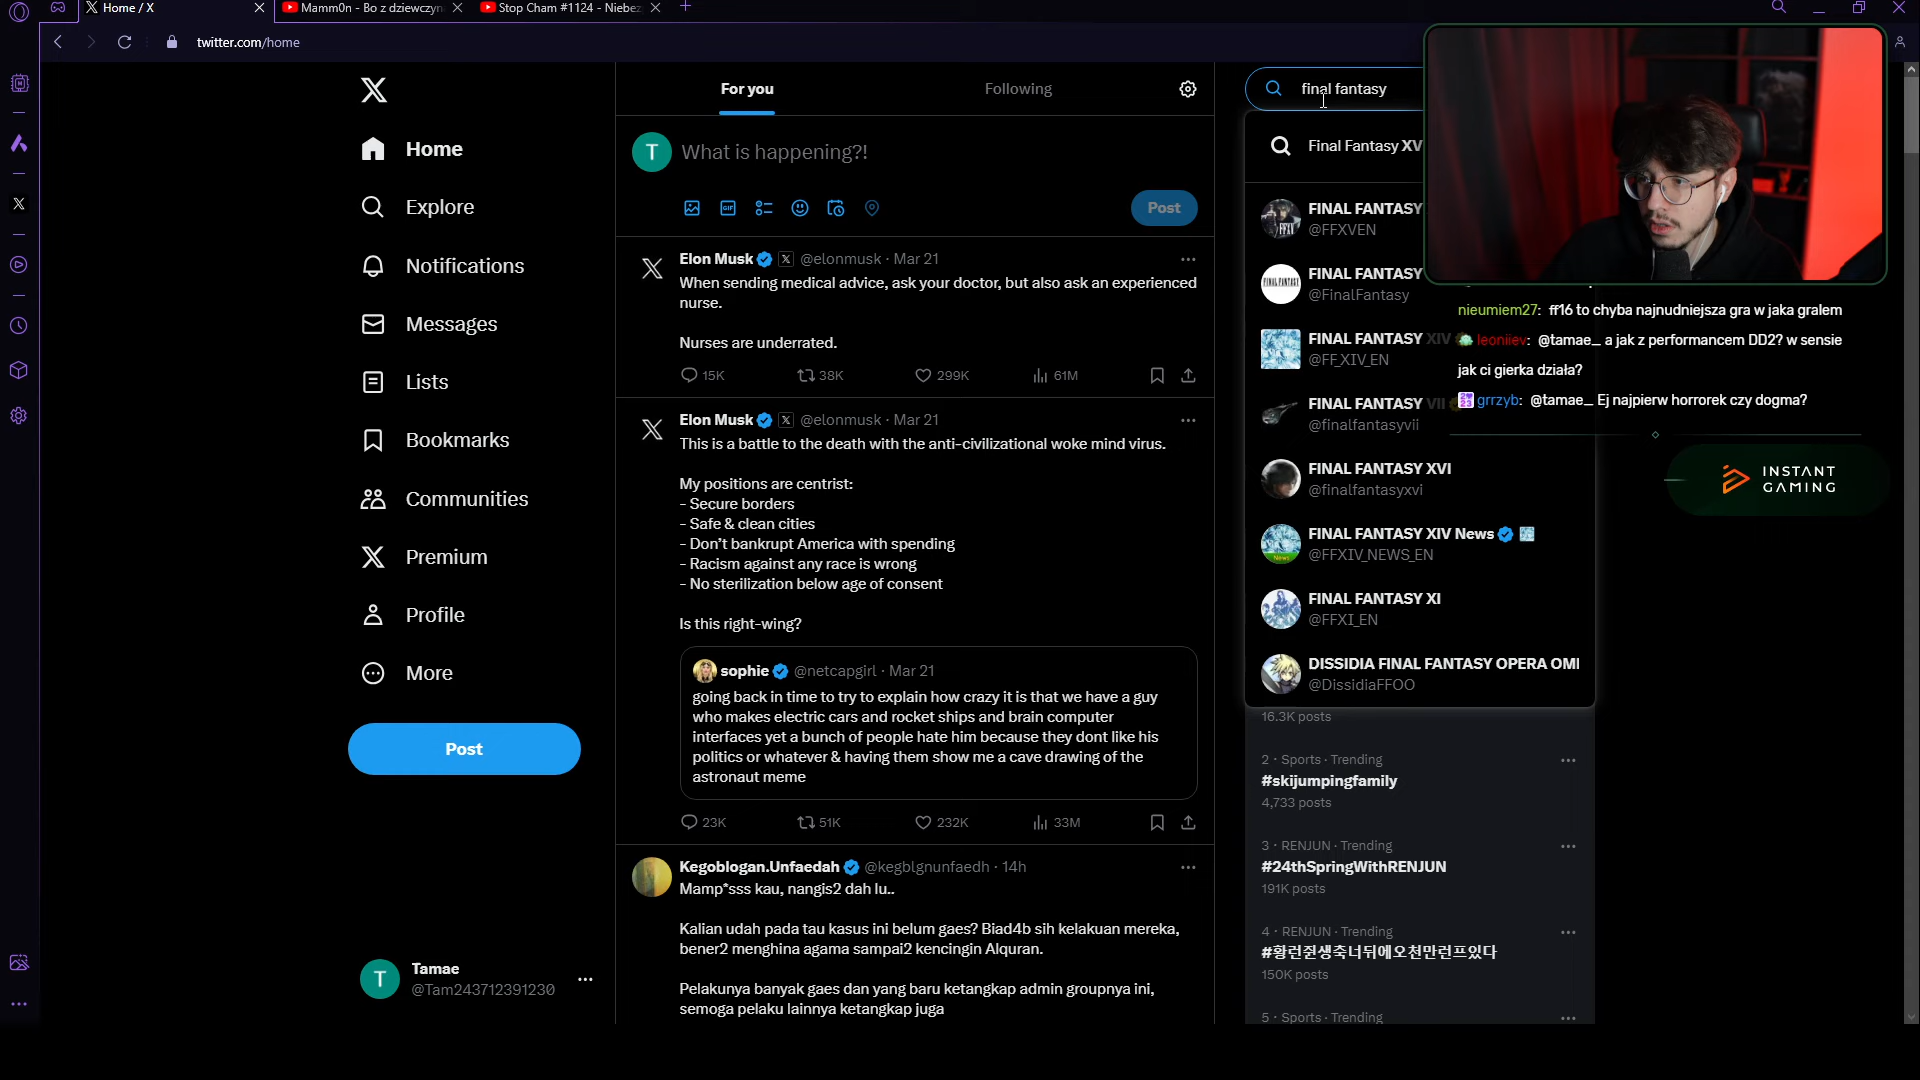 Home / X
Mamm0n - Bo z dziewczyn
Stop Cham #1124 - Niebez
twitter.com/home
Home
Explore
Notifications
Messages
Lists
Bookmarks
Communities
Premium
Profile
More
Post
T
Tamae
@Tam243712391230
For you
Following
T
What is happening?!
GIF
Post
Elon Musk @elonmusk · Mar 21
When sending medical advice, ask your doctor, but also ask an experienced
nurse.
Nurses are underrated.
15K 38K 299K 61M
Elon Musk @elonmusk · Mar 21
This is a battle to the death with the anti-civilizational woke mind virus.
My positions are centrist:
- Secure borders
- Safe & clean cities
- Don't bankrupt America with spending
- Racism against any race is wrong
- No sterilization below age of consent
Is this right-wing?
sophie @netcapgirl · Mar 21
going back in time to try to explain how crazy it is that we have a guy
who makes electric cars and rocket ships and brain computer
interfaces yet a bunch of people hate him because they dont like his
politics or whatever & having them show me a cave drawing of the
astronaut meme
23K 51K 232K 33M
Kegoblogan.Unfaedah @kegblgnunfaedh · 14h
Mamp*sss kau, nangis2 dah lu..
Kalian udah pada tau kasus ini belum gaes? Biad4b sih kelakuan mereka,
bener2 menghina agama sampai2 kencingin Alquran.
Pelakunya banyak gaes dan yang baru ketangkap admin groupnya ini,
semoga pelaku lainnya ketangkap juga
final fantasy
Final Fantasy XV
FINAL FANTASY
@FFXVEN
FINAL FANTASY
@FinalFantasy
FINAL FANTASY XIV
@FF_XIV_EN
FINAL FANTASY VII
@finalfantasyvii
FINAL FANTASY XVI
@finalfantasyxvi
FINAL FANTASY XIV News
@FFXIV_NEWS_EN
FINAL FANTASY XI
@FFXI_EN
DISSIDIA FINAL FANTASY OPERA OMI
@DissidiaFFOO
16.3K posts
2 · Sports · Trending
#skijumpingfamily
4,733 posts
3 · RENJUN · Trending
#24thSpringWithRENJUN
191K posts
4 · RENJUN · Trending
#황런쥔생축너뒤에오천만런프있다
150K posts
5 · Sports · Trending
nieumiem27: ff16 to chyba najnudniejsza gra w jaka gralem
leoniiev: @tamae_ a jak z performancem DD2? w sensie
jak ci gierka działa?
grrzyb: @tamae_ Ej najpierw horrorek czy dogma?
INSTANT
GAMING